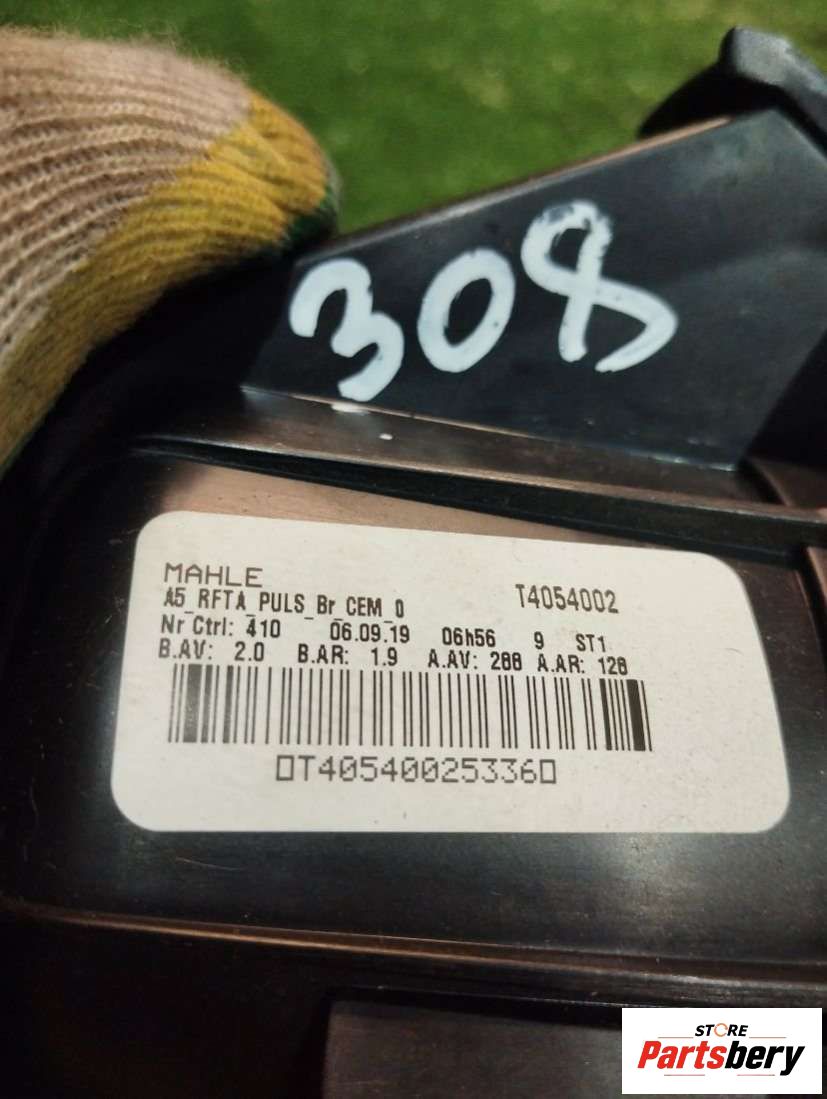 308
MAHLE
A5_RFTA_PULS_Br_CEM_0 T4054002
Nr Ctrl: 410 06.09.19 06h56 9 ST1
B.AV: 2.0 B.AR: 1.9 A.AV: 288 A.AR: 128
T40540025336
STORE
Partsbery